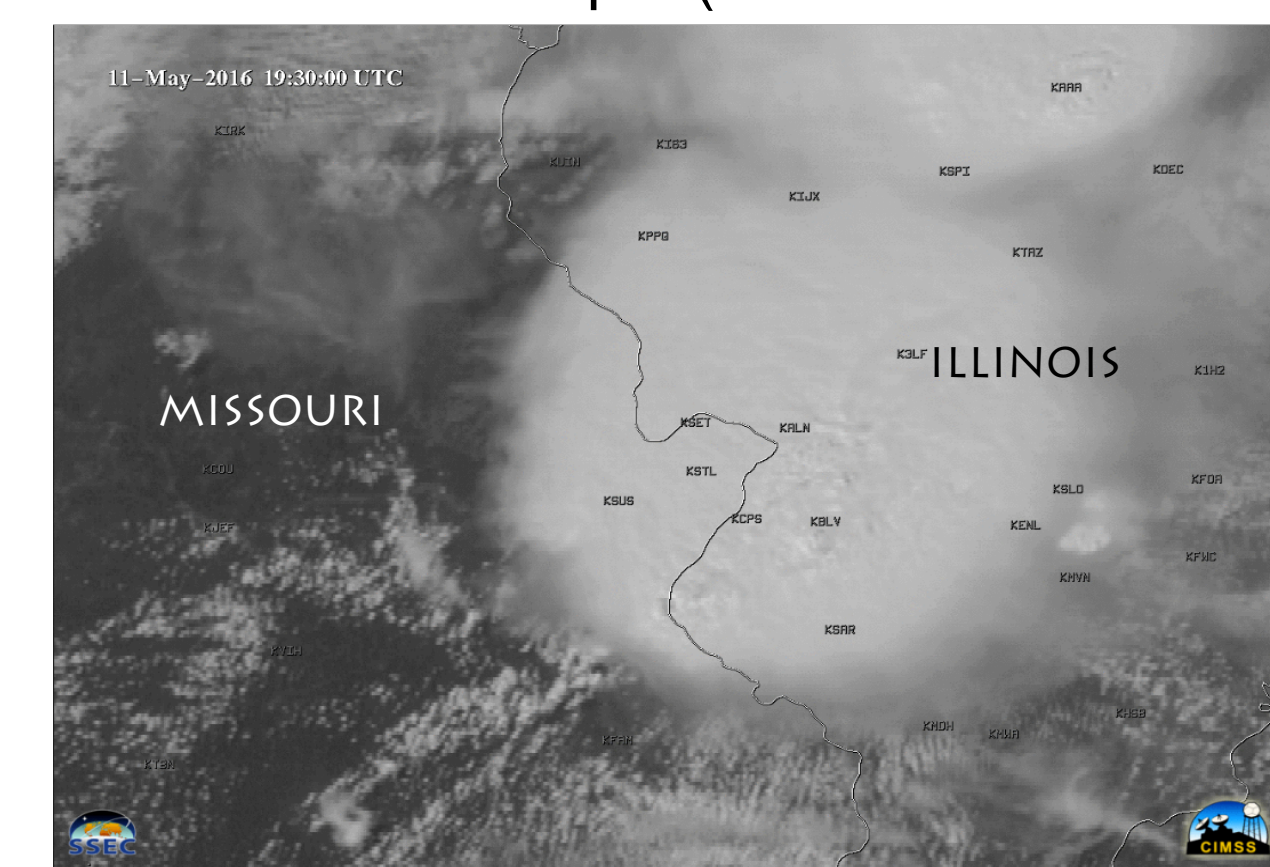 11-May-2016 19:30:00 UTC
KAAA
KIRK
KI63
KUIN
KSPI
KDEC
KIJX
KPPQ
KTAZ
K3LF
ILLINOIS
K1H2
MISSOURI
KSET
KALN
KCOU
KSTL
KFOA
KSLO
KSUS
KCPS
KBLV
KJEF
KENL
KFWC
KMVN
KSAR
KVIH
KHSB
KMDH
KMWA
KFAM
KTBN
SSEC
CIMSS